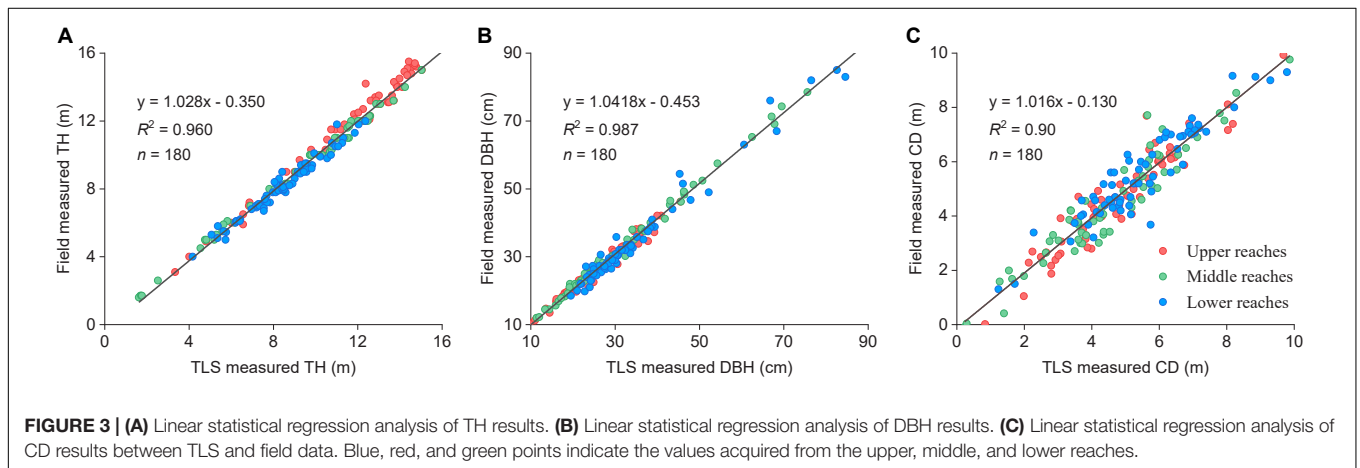 A
16
12
8
4
0
Field measured TH (m)
y = 1.028x - 0.350
R² = 0.960
n = 180
0 4 8 12 16
TLS measured TH (m)
B
90
70
50
30
10
Field measured DBH (cm)
y = 1.0418x - 0.453
R² = 0.987
n = 180
10 30 50 70 90
TLS measured DBH (cm)
C
10
8
6
4
2
0
Field measured CD (m)
y = 1.016x - 0.130
R² = 0.90
n = 180
Upper reaches
Middle reaches
Lower reaches
0 2 4 6 8 10
TLS measured CD (m)
FIGURE 3 | (A) Linear statistical regression analysis of TH results. (B) Linear statistical regression analysis of DBH results. (C) Linear statistical regression analysis of
CD results between TLS and field data. Blue, red, and green points indicate the values acquired from the upper, middle, and lower reaches.